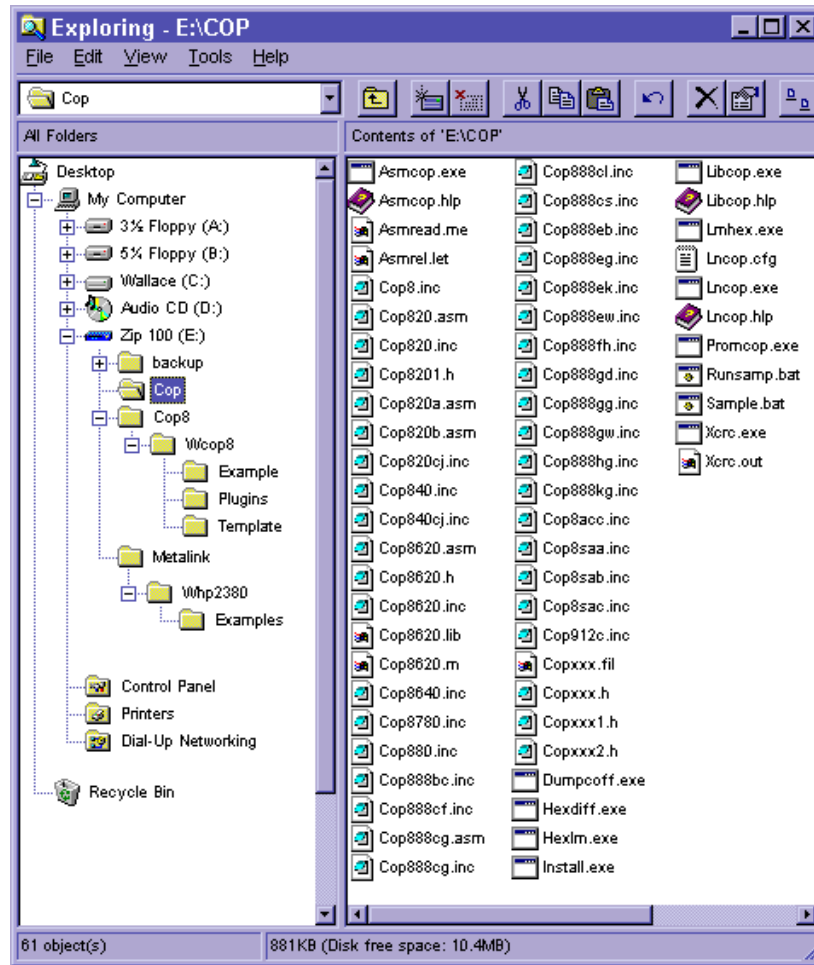 Exploring - E:\COP
File Edit View Tools Help
Cop
All Folders
Contents of 'E:\COP'
Desktop
My Computer
3½ Floppy (A:)
5¼ Floppy (B:)
Wallace (C:)
Audio CD (D:)
Zip 100 (E:)
backup
Cop
Cop8
Wcop8
Example
Plugins
Template
Metalink
Whp2380
Examples
Control Panel
Printers
Dial-Up Networking
Recycle Bin
Asmcop.exe
Asmcop.hlp
Asmread.me
Asmrel.let
Cop8.inc
Cop820.asm
Cop820.inc
Cop8201.h
Cop820a.asm
Cop820b.asm
Cop820cj.inc
Cop840.inc
Cop840cj.inc
Cop8620.asm
Cop8620.h
Cop8620.inc
Cop8620.lib
Cop8620.m
Cop8640.inc
Cop8780.inc
Cop880.inc
Cop888bc.inc
Cop888cf.inc
Cop888cg.asm
Cop888cg.inc
Cop888cl.inc
Cop888cs.inc
Cop888eb.inc
Cop888eg.inc
Cop888ek.inc
Cop888ew.inc
Cop888fh.inc
Cop888gd.inc
Cop888gg.inc
Cop888gw.inc
Cop888hg.inc
Cop888kg.inc
Cop8acc.inc
Cop8saa.inc
Cop8sab.inc
Cop8sac.inc
Cop912c.inc
Copxxx.fil
Copxxx.h
Copxxx1.h
Copxxx2.h
Dumpcoff.exe
Hexdiff.exe
Hexlm.exe
Install.exe
Libcop.exe
Libcop.hlp
Lmhex.exe
Lncop.cfg
Lncop.exe
Lncop.hlp
Promcop.exe
Runsamp.bat
Sample.bat
Xcrc.exe
Xcrc.out
61 object(s)
881KB (Disk free space: 10.4MB)